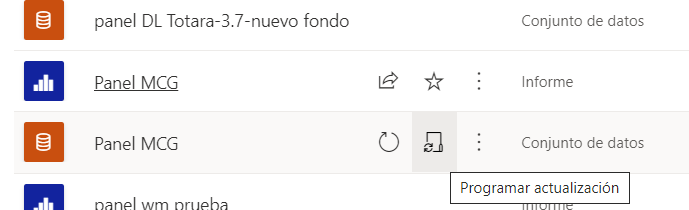 panel DL Totara-3.7-nuevo fondo Conjunto de datos
Panel MCG Informe
Panel MCG Conjunto de datos
Programar actualización
panel wm prueba Informe